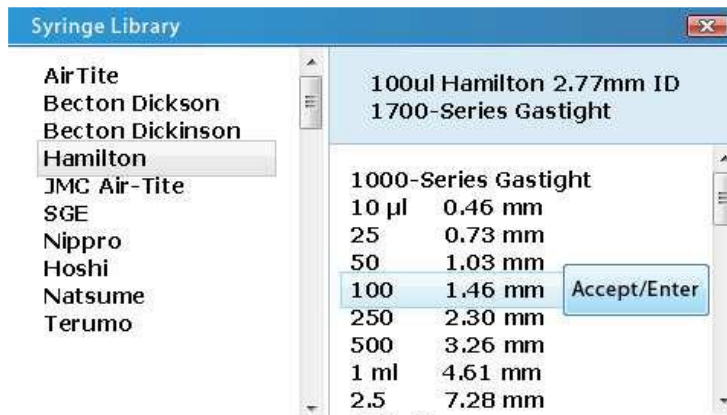 Syringe Library
AirTite
Becton Dickson
Becton Dickinson
Hamilton
JMC Air-Tite
SGE
Nippro
Hoshi
Natsume
Terumo
100ul Hamilton 2.77mm ID
1700-Series Gastight
1000-Series Gastight
10 µl 0.46 mm
25 0.73 mm
50 1.03 mm
100 1.46 mm Accept/Enter
250 2.30 mm
500 3.26 mm
1 ml 4.61 mm
2.5 7.28 mm